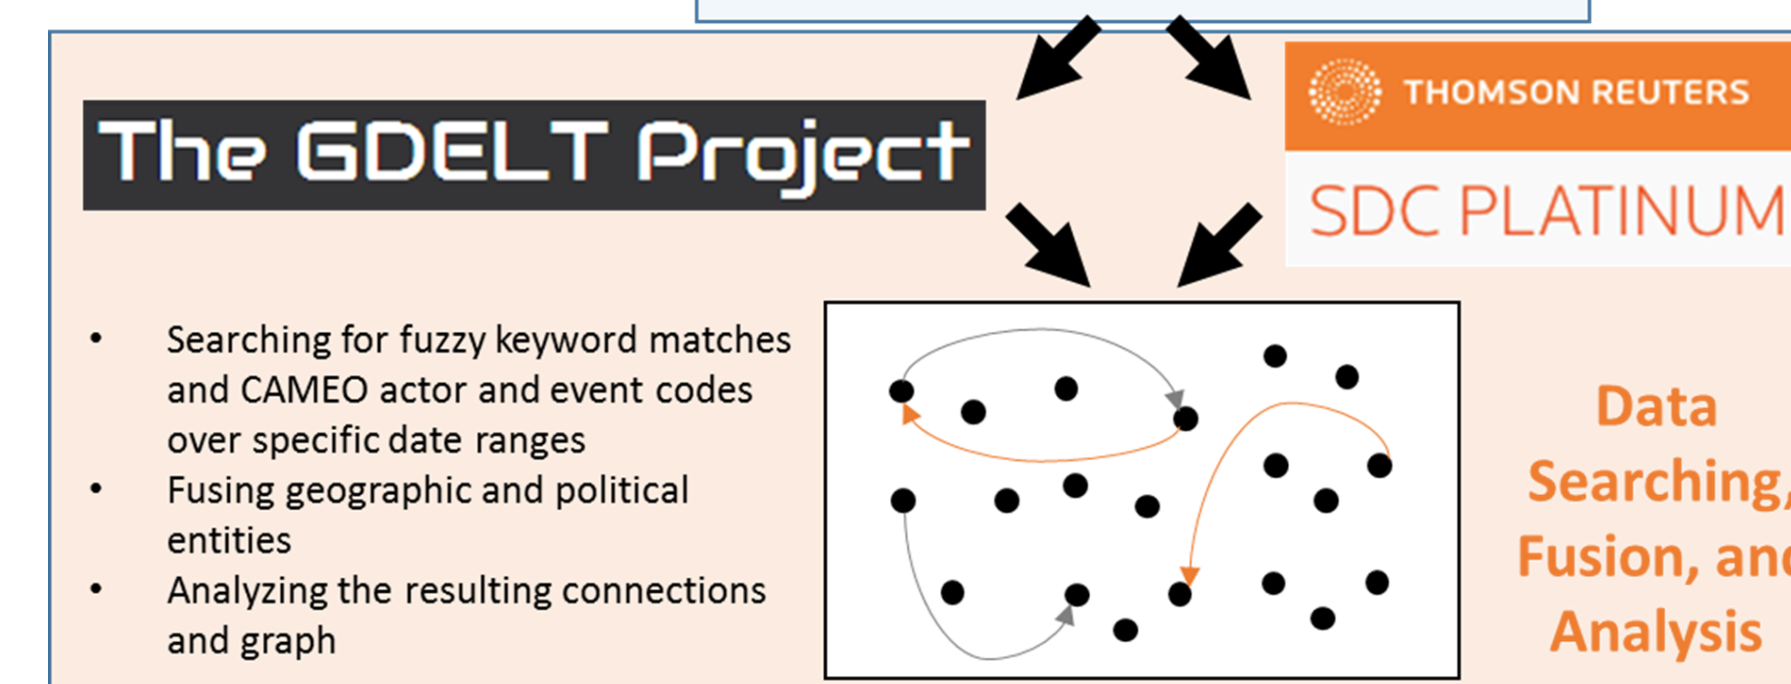 The GDELT Project
THOMSON REUTERS
SDC PLATINUM
• Searching for fuzzy keyword matches
and CAMEO actor and event codes
over specific date ranges
• Fusing geographic and political
entities
• Analyzing the resulting connections
and graph
Data
Searching,
Fusion, and
Analysis